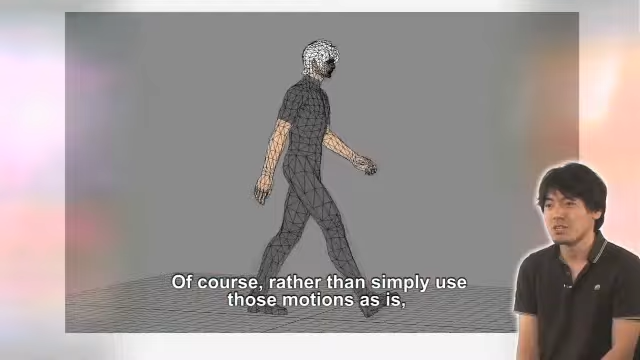 Of course, rather than simply use
those motions as is,